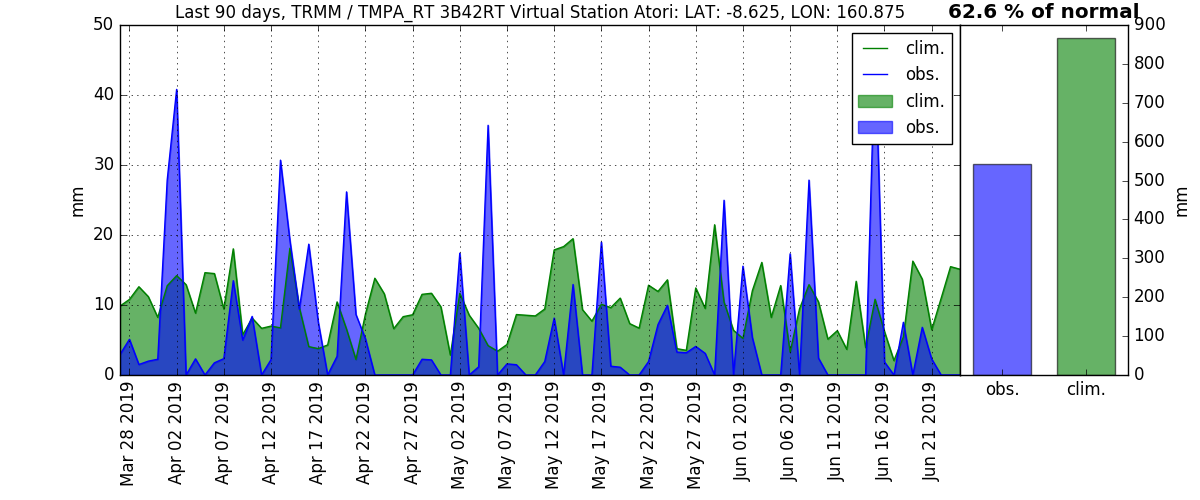 Last 90 days, TRMM / TMPA_RT 3B42RT Virtual Station Atori: LAT: -8.625, LON: 160.875
62.6 % of normal
50
40
30
20
10
0
mm
clim.
obs.
clim.
obs.
900
800
700
600
500
400
300
200
100
0
mm
Mar 28 2019
Apr 02 2019
Apr 07 2019
Apr 12 2019
Apr 17 2019
Apr 22 2019
Apr 27 2019
May 02 2019
May 07 2019
May 12 2019
May 17 2019
May 22 2019
May 27 2019
Jun 01 2019
Jun 06 2019
Jun 11 2019
Jun 16 2019
Jun 21 2019
obs. clim.